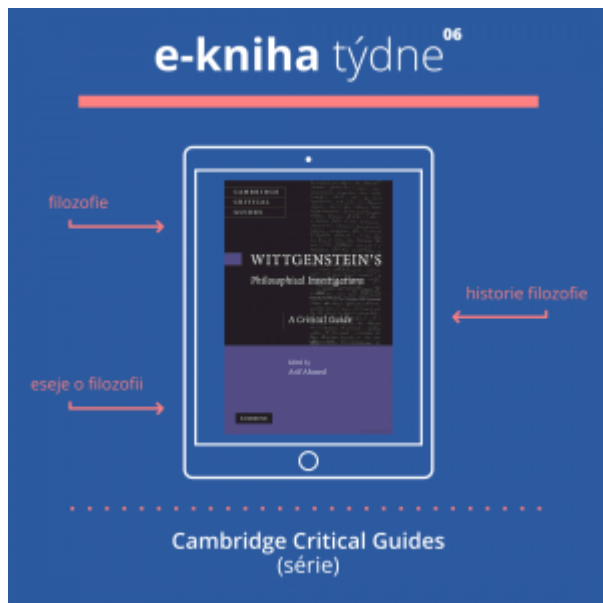 e-kniha týdne 06
filozofie
CAMBRIDGE
CRITICAL
GUIDES
WITTGENSTEIN'S
Philosophical Investigations
A Critical Guide
historie filozofie
Edited by
Arif Ahmed
eseje o filozofii
CAMBRIDGE
Cambridge Critical Guides
(série)